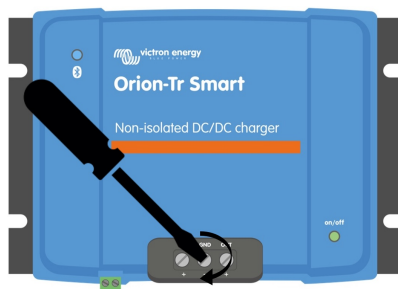 victron energy
BLUE POWER
Orion-Tr Smart
Non-isolated DC/DC charger
on/off
GND OUT
+ +